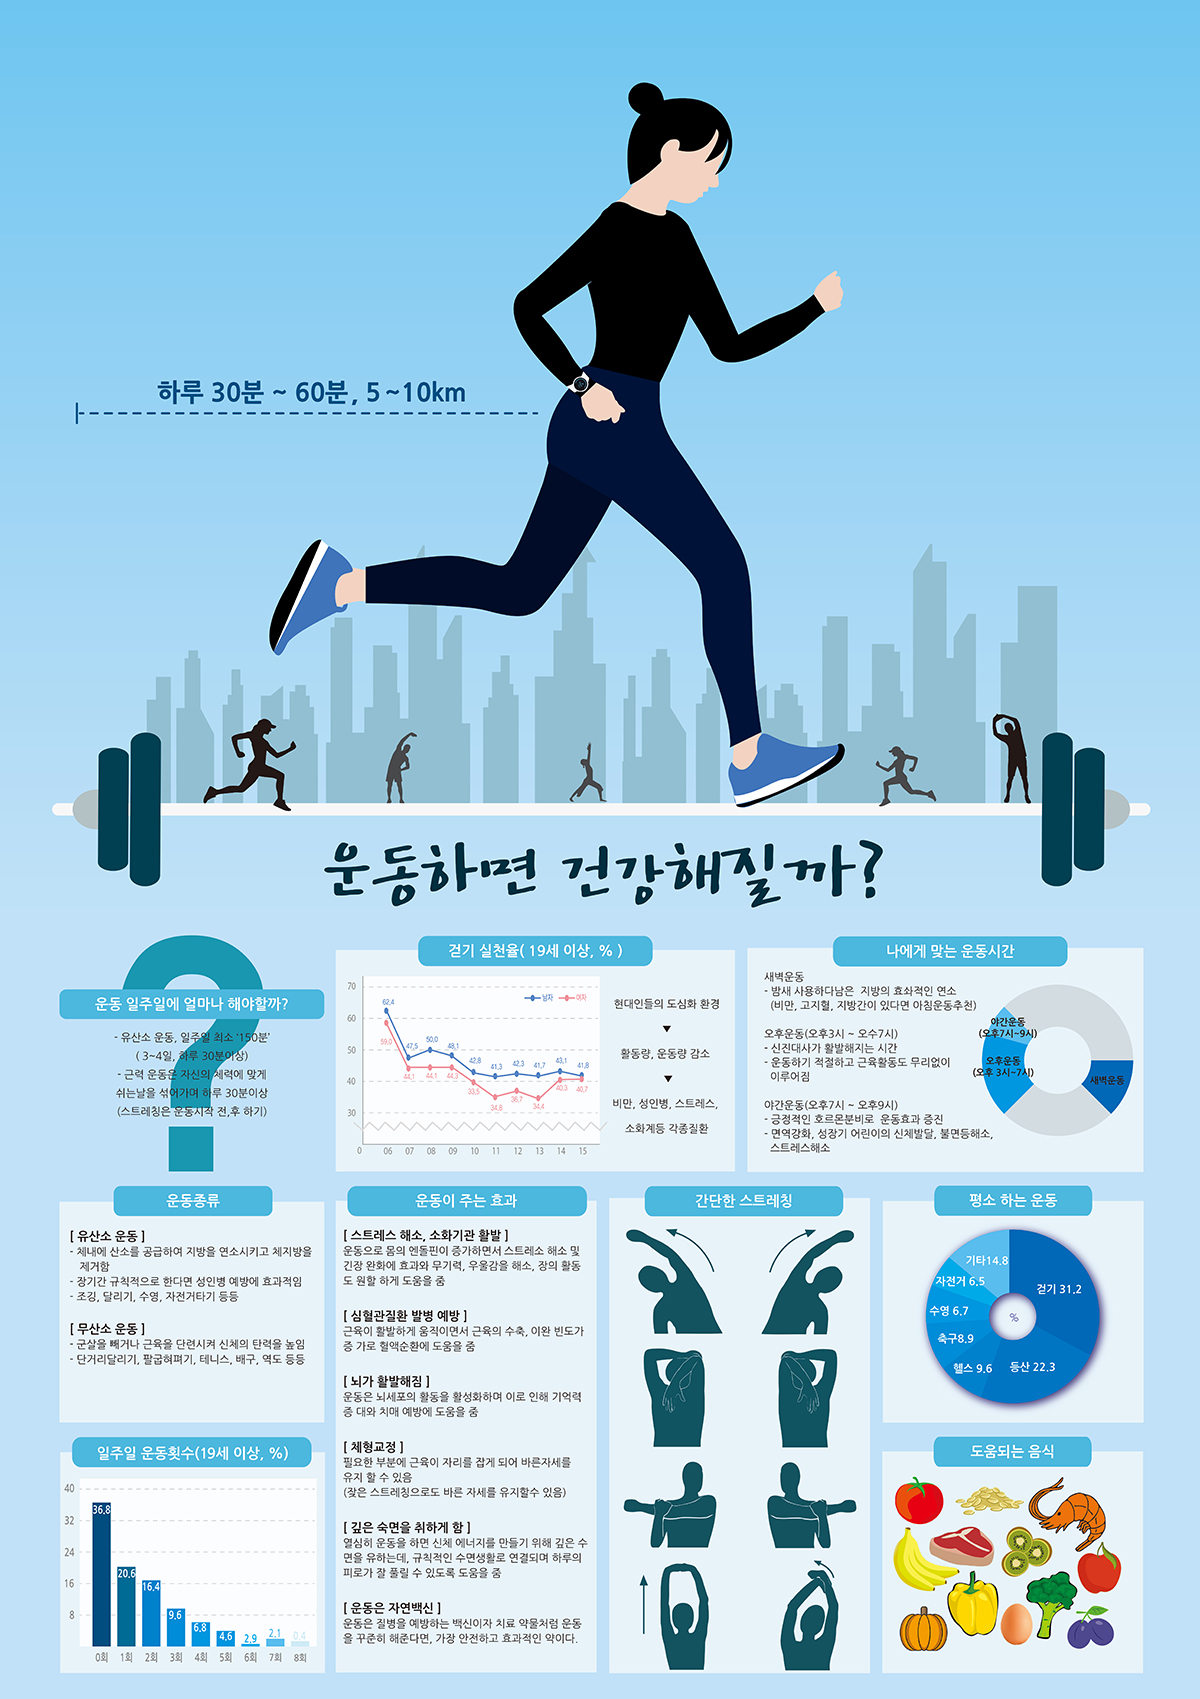 하루 30분 ~ 60분, 5 ~10km
운동하면 건강해질까?
운동 일주일에 얼마나 해야할까?
- 유산소 운동, 일주일 최소 '150분'
( 3~4일, 하루 30분이상)
- 근력 운동은 자신의 체력에 맞게
쉬는날을 섞어가며 하루 30분이상
(스트레칭은 운동시작 전,후 하기)
걷기 실천율( 19세 이상, % )
남자 여자
70
60
50
40
30
0 06 07 08 09 10 11 12 13 14 15
62,4 47,5 50,0 48,1 42,8 41,3 42,3 41,7 43,1 41,8
59,0 44,1 44,1 44,3 33,5 34,8 36,7 34,4 40,3 40,7
현대인들의 도심화 환경
▼
활동량, 운동량 감소
▼
비만, 성인병, 스트레스,
소화계등 각종질환
나에게 맞는 운동시간
새벽운동
- 밤새 사용하다남은 지방의 효솨적인 연소
(비만, 고지혈, 지방간이 있다면 아침운동추천)
오후운동(오후3시 ~ 오수7시)
- 신진대사가 활발해지는 시간
- 운동하기 적절하고 근육활동도 무리없이
이루어짐
야간운동(오후7시 ~ 오후9시)
- 긍정적인 호르몬분비로 운동효과 증진
- 면역강화, 성장기 어린이의 신체발달, 불면등해소,
스트레스해소
야간운동
(오후7시~9시)
오후운동
(오후 3시~7시)
새벽운동
운동종류
[ 유산소 운동 ]
- 체내에 산소를 공급하여 지방을 연소시키고 체지방을
제거함
- 장기간 규칙적으로 한다면 성인병 예방에 효과적임
- 조깅, 달리기, 수영, 자전거타기 등등
[ 무산소 운동 ]
- 군살을 빼거나 근육을 단련시켜 신체의 탄력을 높임
- 단거리달리기, 팔굽혀펴기, 테니스, 배구, 역도 등등
일주일 운동횟수(19세 이상, %)
40
32
24
16
8
36,8 20,6 16,4 9,6 6,8 4,6 2,9 2,1 0,4
0회 1회 2회 3회 4회 5회 6회 7회 8회
운동이 주는 효과
[ 스트레스 해소, 소화기관 활발 ]
운동으로 몸의 엔돌핀이 증가하면서 스트레소 해소 및
긴장 완화에 효과와 무기력, 우울감을 해소, 장의 활동
도 원할 하게 도움을 줌
[ 심혈관질환 발병 예방 ]
근육이 활발하게 움직이면서 근육의 수축, 이완 빈도가
증 가로 혈액순환에 도움을 줌
[ 뇌가 활발해짐 ]
운동은 뇌세포의 활동을 활성화하며 이로 인해 기억력
증 대와 치매 예방에 도움을 줌
[ 체형교정 ]
필요한 부분에 근육이 자리를 잡게 되어 바른자세를
유지 할 수 있음
(잦은 스트레칭으로도 바른 자세를 유지할수 있음)
[ 깊은 숙면을 취하게 함 ]
열심히 운동을 하면 신체 에너지를 만들기 위해 깊은 수
면을 유하는데, 규칙적인 수면생활로 연결되며 하루의
피로가 잘 풀릴 수 있도록 도움을 줌
[ 운동은 자연백신 ]
운동은 질병을 예방하는 백신이자 치료 약물처럼 운동
을 꾸준히 해준다면, 가장 안전하고 효과적인 약이다.
간단한 스트레칭
평소 하는 운동
기타14.8
자전거 6.5
수영 6.7
축구8.9
헬스 9.6
등산 22.3
걷기 31.2
%
도움되는 음식